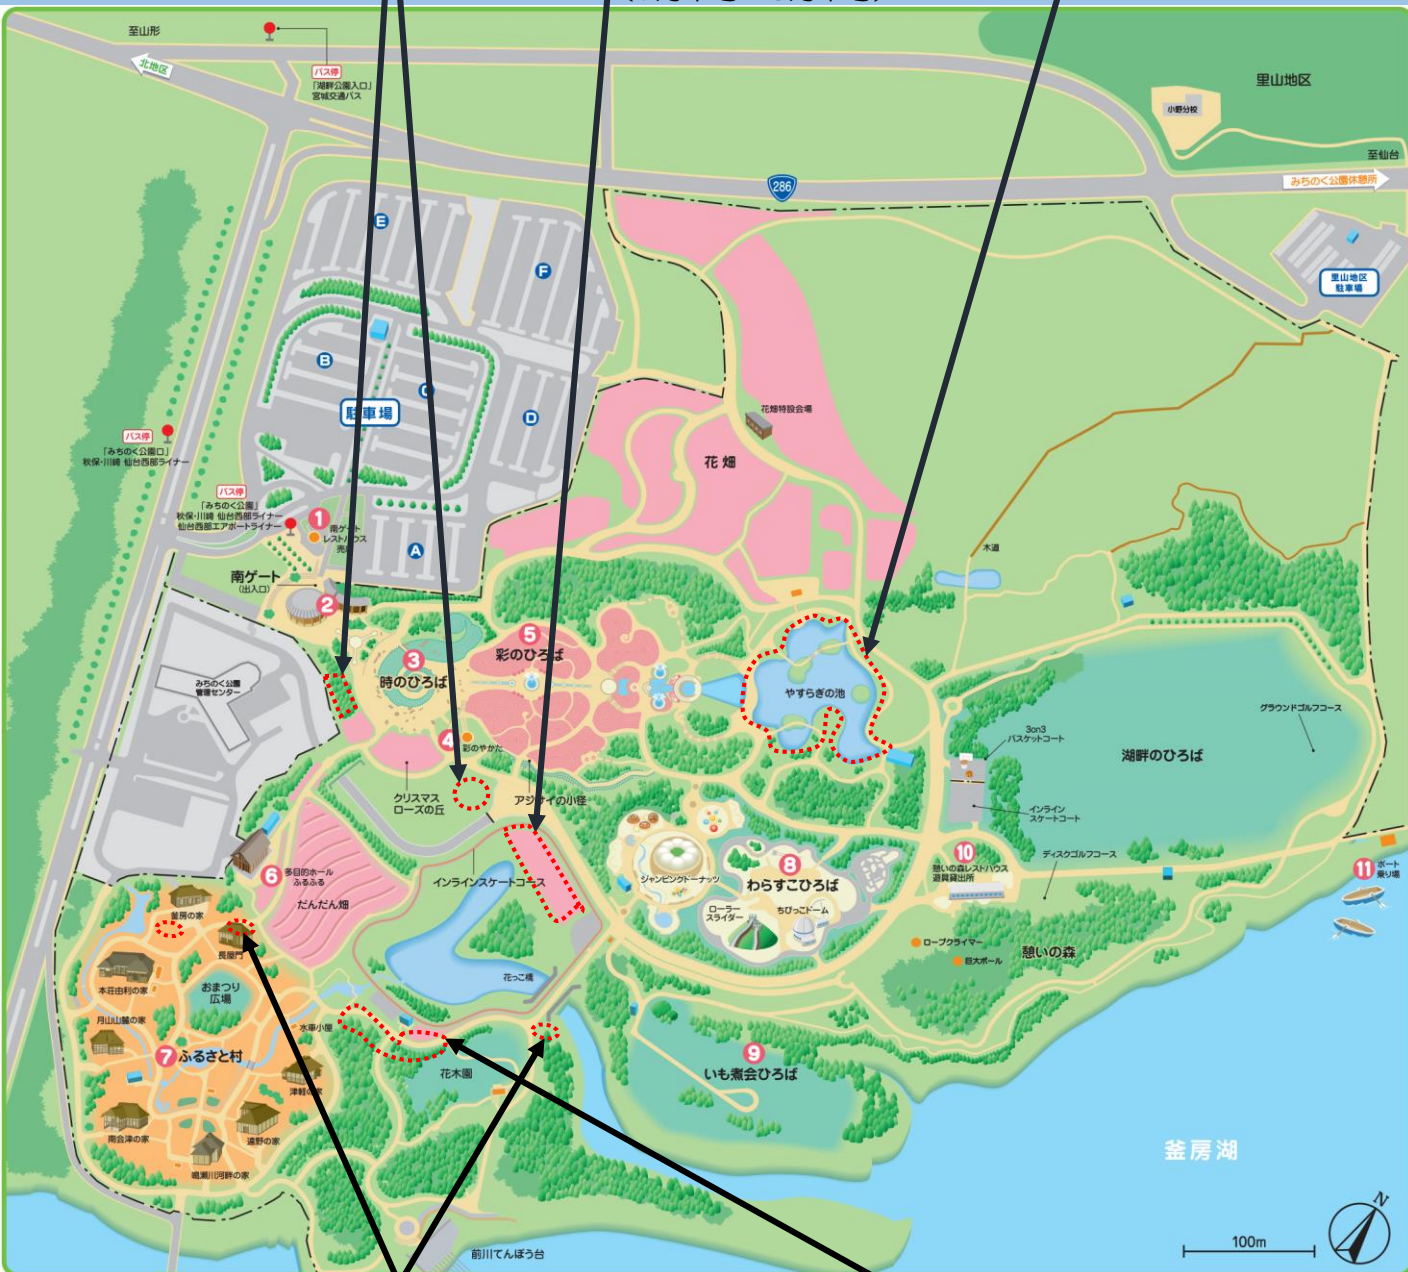 至山形
北地区
バス停
「湖畔公園入口」
宮城交通バス
里山地区
小野分校
至仙台
みちのく公園休憩所
286
里山地区
駐車場
E
F
B
C
D
駐車場
A
花畑特設会場
花畑
バス停
「みちのく公園口」
秋保・川崎 仙台西部ライナー
バス停
「みちのく公園」
秋保・川崎 仙台西部ライナー
仙台西部エアポートライナー
1
南ゲート
レストハウス
売店
南ゲート
(出入口)
2
木道
3
時のひろば
5
彩のひろば
みちのく公園
管理センター
やすらぎの池
グラウンドゴルフコース
4
彩のやかた
3on3
バスケットコート
湖畔のひろば
クリスマス
ローズの丘
アジサイの小径
インライン
スケートコート
6
多目的ホール
ふるふる
だんだん畑
インラインスケートコース
ジャンピングドーナッツ
8
わらすこひろば
ローラー
スライダー
ちびっこドーム
10
憩いの森レストハウス
遊具貸出所
ディスクゴルフコース
11
ボート
乗り場
釜房の家
長屋門
ロープクライマー
巨大ボール
憩いの森
本荘由利の家
おまつり
広場
花っこ橋
月山山麓の家
水車小屋
7
ふるさと村
津軽の家
花木園
9
いも煮会ひろば
南会津の家
遠野の家
鳴瀬川河畔の家
釜房湖
前川てんぼう台
100m
N